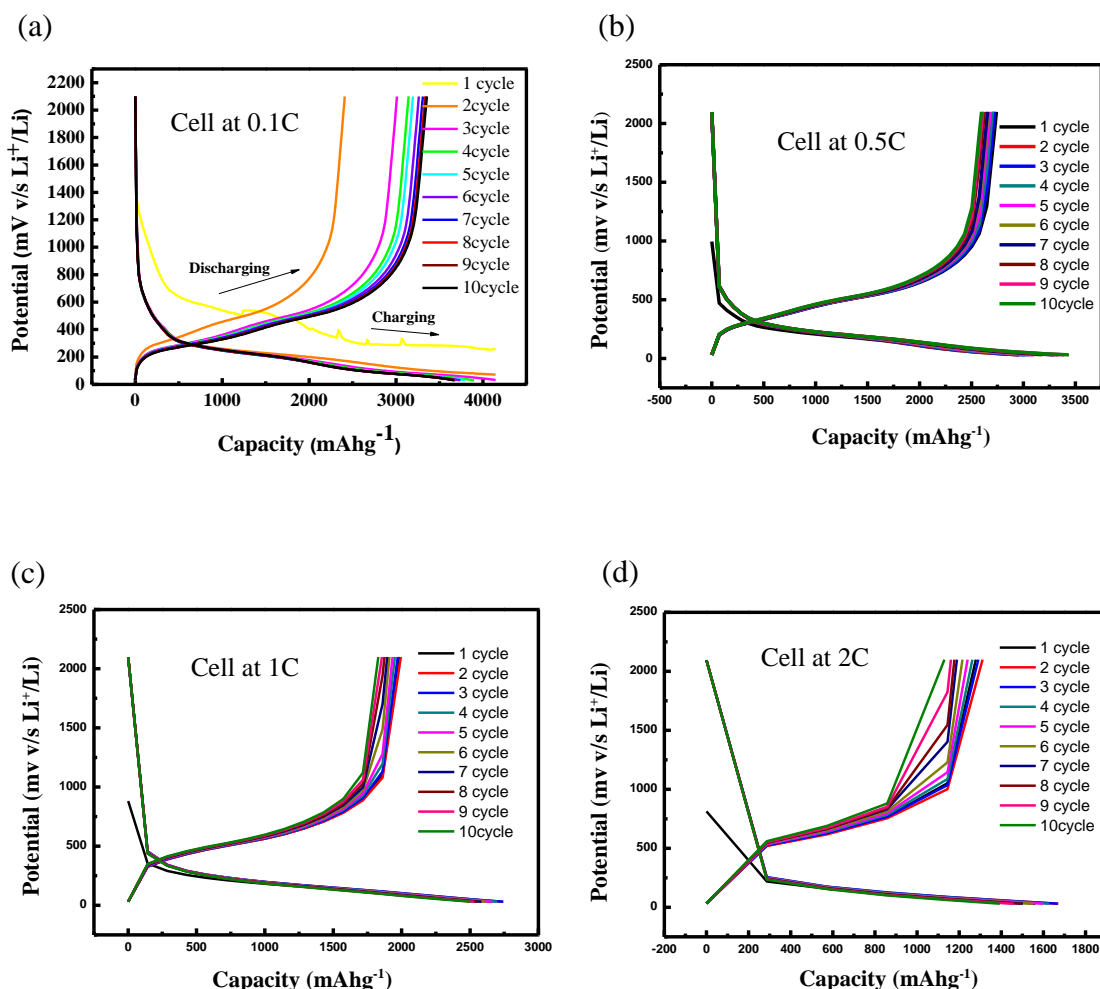 (a)
2200
2000
1800
1600
1400
1200
1000
800
600
400
200
0
0 1000 2000 3000 4000
Potential (mV v/s Li+/Li)
Capacity (mAhg-1)
Cell at 0.1C
Discharging
Charging
1 cycle
2cycle
3cycle
4cycle
5cycle
6cycle
7cycle
8cycle
9cycle
10cycle
(b)
2500
2000
1500
1000
500
0
-500 0 500 1000 1500 2000 2500 3000 3500
Potential (mv v/s Li+/Li)
Capacity (mAhg-1)
Cell at 0.5C
1 cycle
2 cycle
3 cycle
4 cycle
5 cycle
6 cycle
7 cycle
8 cycle
9 cycle
10cycle
(c)
2500
2000
1500
1000
500
0
0 500 1000 1500 2000 2500 3000
Potential (mv v/s Li+/Li)
Capacity (mAhg-1)
Cell at 1C
1 cycle
2 cycle
3 cycle
4 cycle
5 cycle
6 cycle
7 cycle
8 cycle
9 cycle
10cycle
(d)
2500
2000
1500
1000
500
0
-200 0 200 400 600 800 1000 1200 1400 1600 1800
Potential (mv v/s Li+/Li)
Capacity (mAhg-1)
Cell at 2C
1 cycle
2 cycle
3 cycle
4 cycle
5 cycle
6 cycle
7 cycle
8 cycle
9 cycle
10cycle